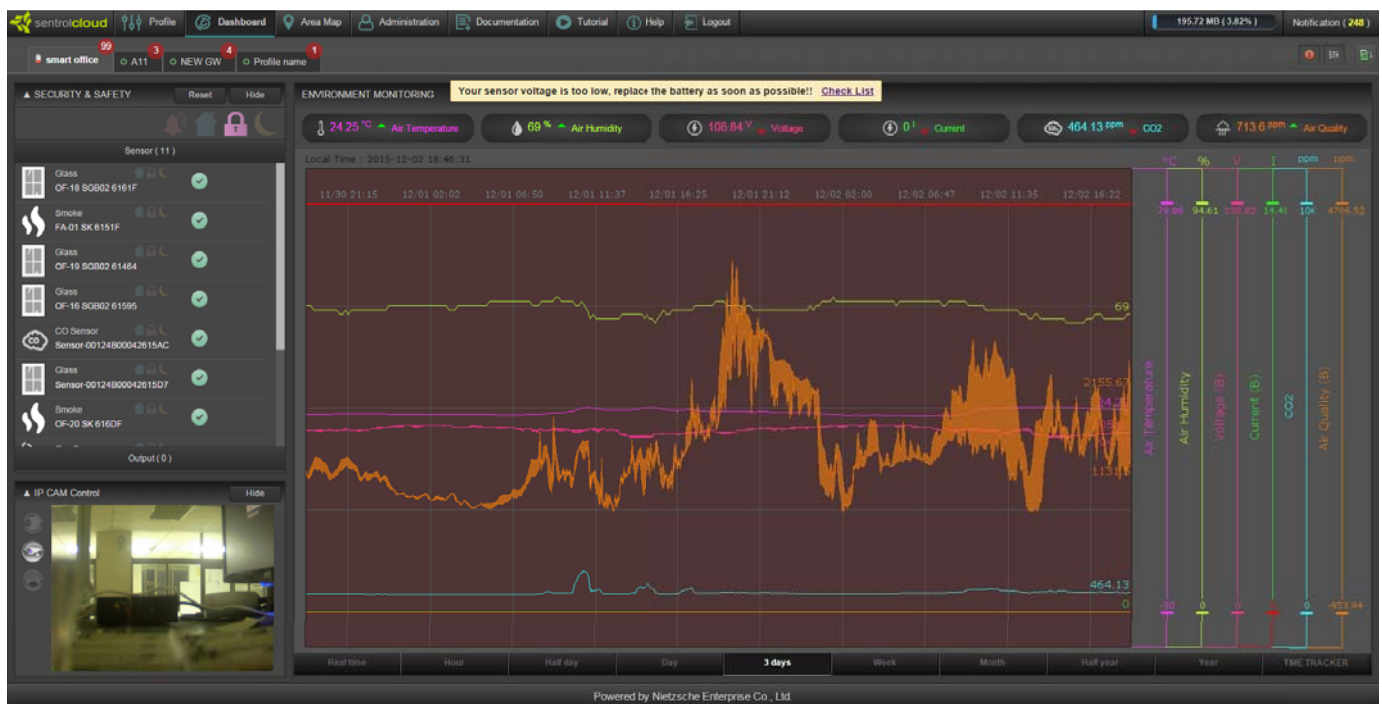 sentrolcloud Profile Dashboard Area Map Administration Documentation Tutorial Help Logout 195.72 MB ( 3.82% ) Notification ( 248 )
smart office 99 A11 3 NEW GW 4 Profile name 1
▲ SECURITY & SAFETY Reset Hide
Sensor ( 11 )
Glass
OF-18 SGB02 6161F
Smoke
FA-01 SK 6151F
Glass
OF-19 SGB02 61464
Glass
OF-16 SGB02 61595
CO Sensor
Sensor-00124B00042615AC
Glass
Sensor-00124B00042615D7
Smoke
OF-20 SK 616DF
Output ( 0 )
▲ IP CAM Control Hide
ENVIRONMENT MONITORING
Your sensor voltage is too low, replace the battery as soon as possible!! Check List
24.25 °C Air Temperature 69 % Air Humidity 108.84 V Voltage 0 I Current 464.13 ppm CO2 713.6 ppm Air Quality
Local Time : 2015-12-02 18:46:31
°C % V I ppm ppm
11/30 21:15 12/01 02:02 12/01 06:50 12/01 11:37 12/01 16:25 12/01 21:12 12/02 02:00 12/02 06:47 12/02 11:35 12/02 16:22
94.61 14.41 10K 4766.52
69
2155.67
464.13
0
Air Temperature Air Humidity Voltage (B) Current (B) CO2 Air Quality (B)
-30 0 0 0 0 -953.94
Real time Hour Half day Day 3 days Week Month Half year Year TIME TRACKER
Powered by Nietzsche Enterprise Co., Ltd.